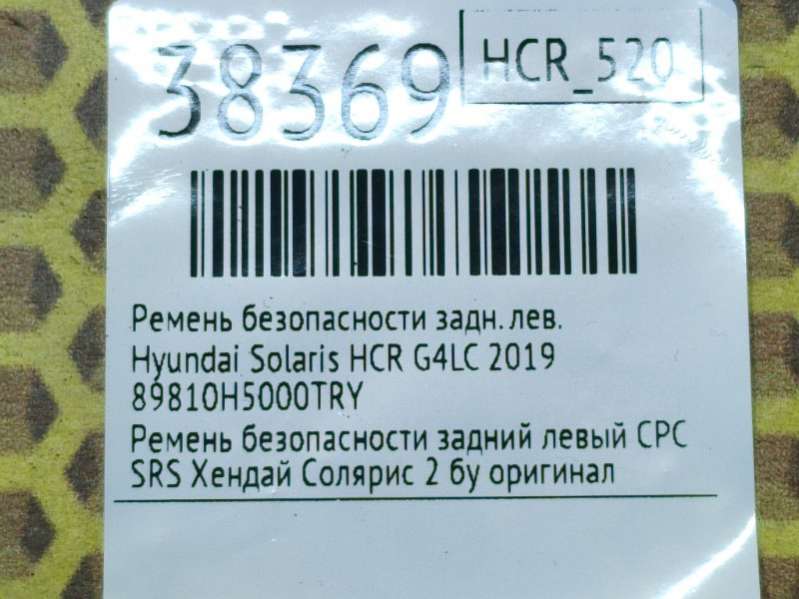 38369
HCR_520
Ремень безопасности задн. лев.
Hyundai Solaris HCR G4LC 2019
89810H5000TRY
Ремень безопасности задний левый СРС
SRS Хендай Солярис 2 бу оригинал